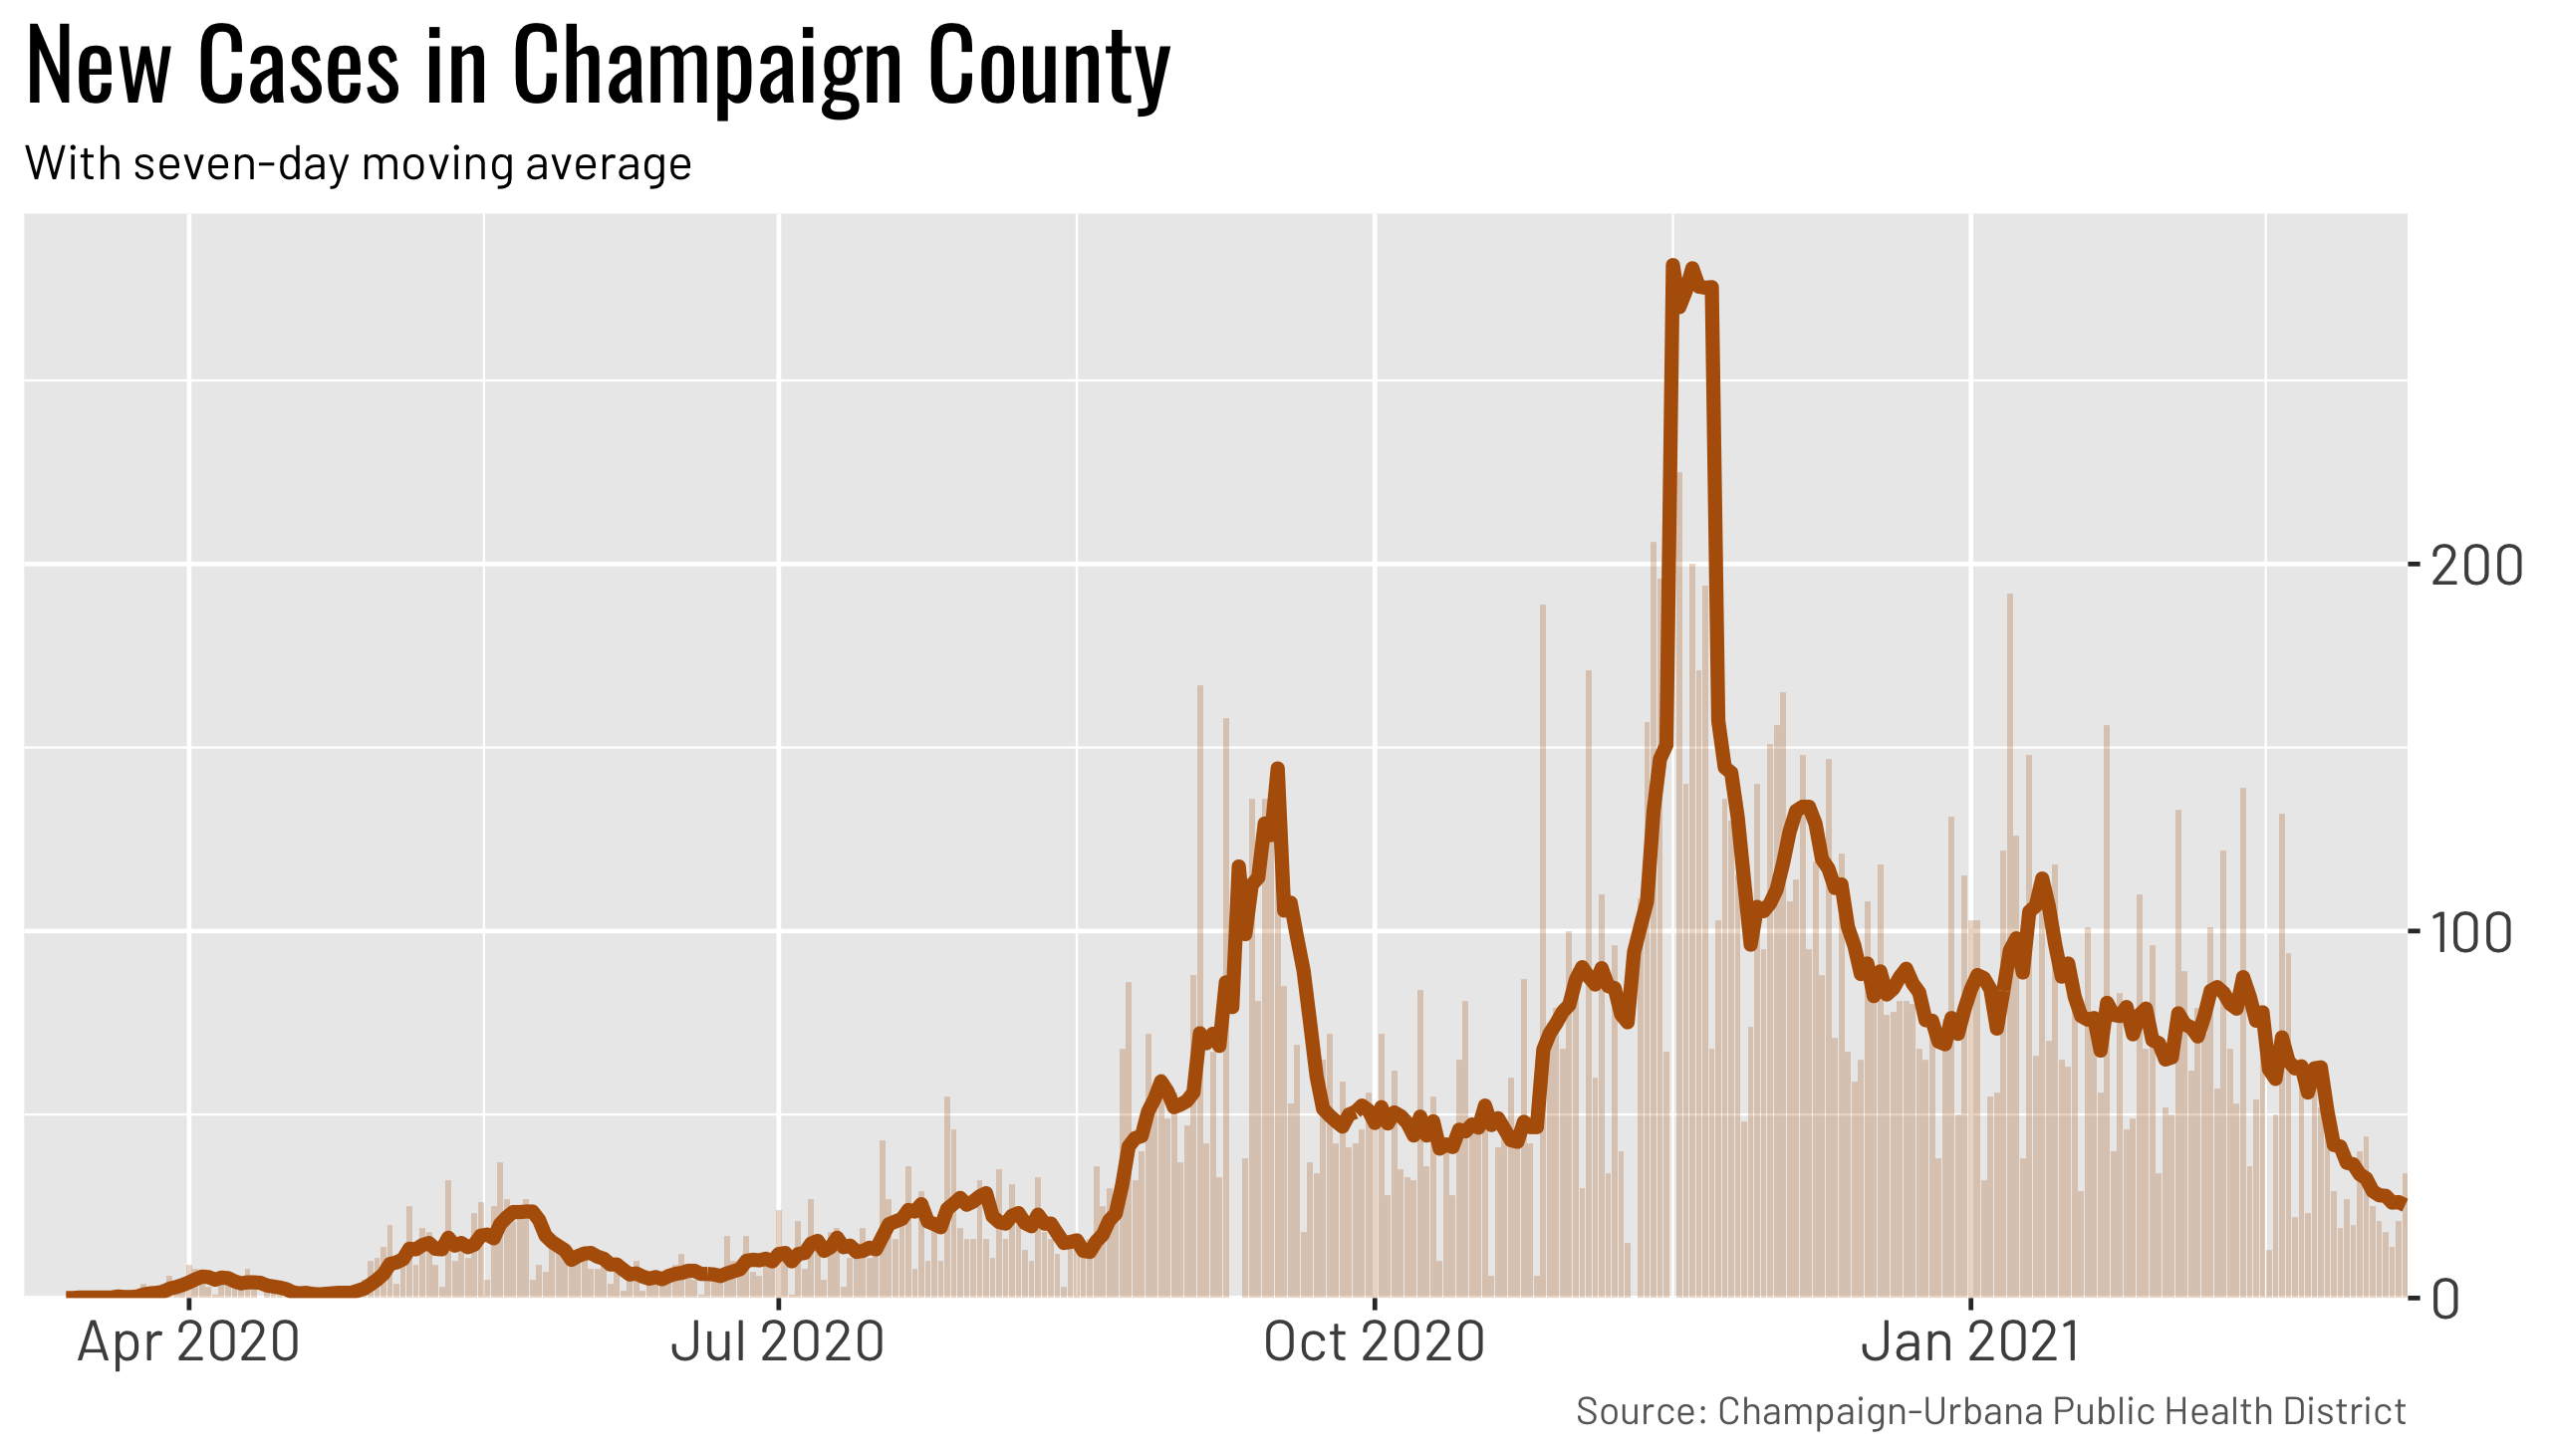 New Cases in Champaign County
With seven-day moving average
200
100
0
Apr 2020 Jul 2020 Oct 2020 Jan 2021
Source: Champaign-Urbana Public Health District